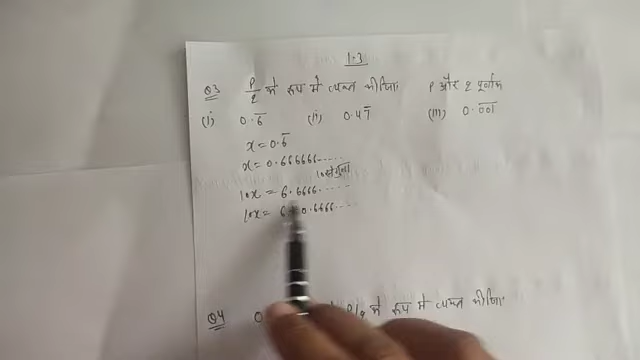 1.3
Q3 p/q के रूप में व्यक्त कीजिए p और q पूर्णांक
(i) 0.6̅ (ii) 0.47̅ (iii) 0.0̅0̅1̅
x = 0.6̅
x = 0.666666.....
10 से गुणा
10x = 6.6666.....
10x = 6 0.6666....
Q4 0 p/q के रूप में व्यक्त कीजिए